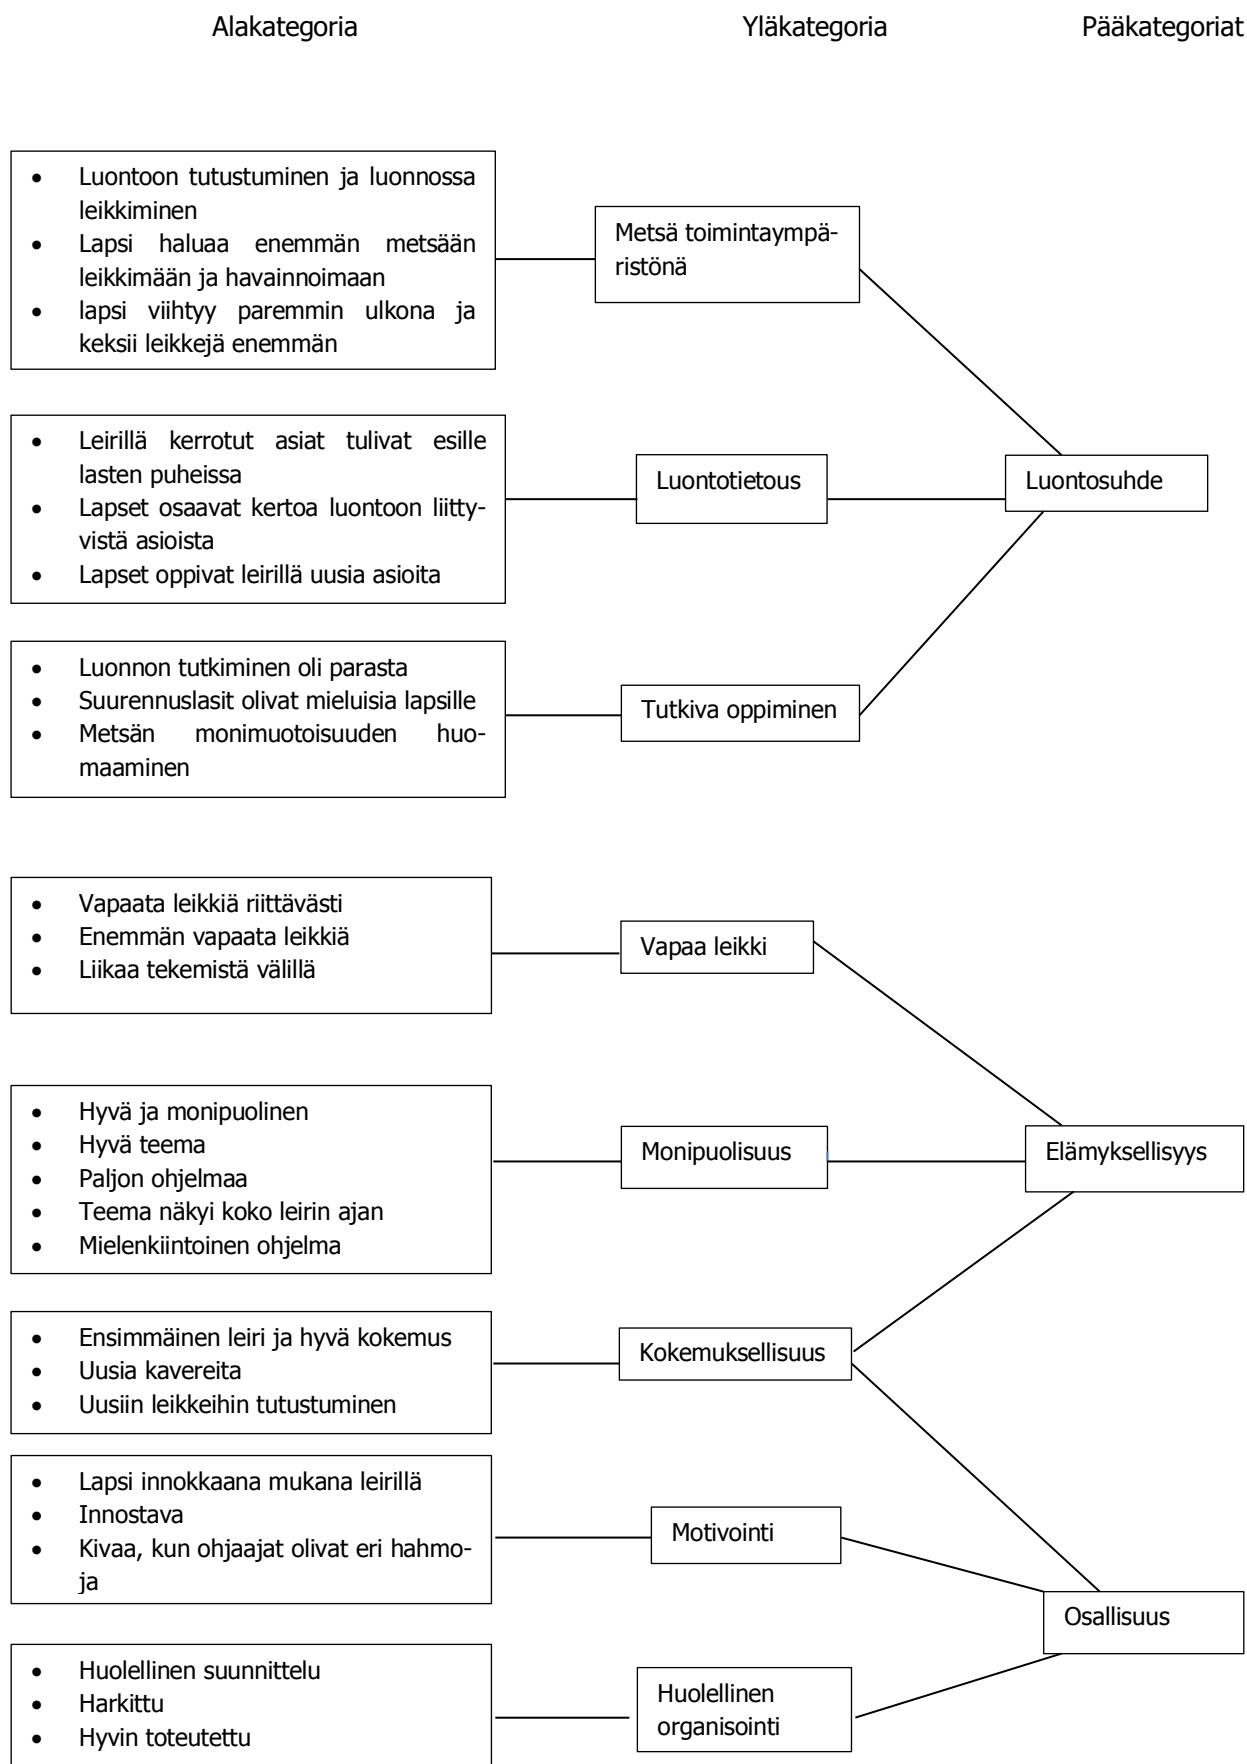 Alakategoria Yläkategoria Pääkategoriat
• Luontoon tutustuminen ja luonnossa
leikkiminen
• Lapsi haluaa enemmän metsään
leikkimään ja havainnoimaan
• lapsi viihtyy paremmin ulkona ja
keksii leikkejä enemmän
Metsä toimintaympä-
ristönä
• Leirillä kerrotut asiat tulivat esille
lasten puheissa
• Lapset osaavat kertoa luontoon liitty-
vistä asioista
• Lapset oppivat leirillä uusia asioita
Luontotietous
Luontosuhde
• Luonnon tutkiminen oli parasta
• Suurennuslasit olivat mieluisia lapsille
• Metsän monimuotoisuuden huo-
maaminen
Tutkiva oppiminen
• Vapaata leikkiä riittävästi
• Enemmän vapaata leikkiä
• Liikaa tekemistä välillä
Vapaa leikki
• Hyvä ja monipuolinen
• Hyvä teema
• Paljon ohjelmaa
• Teema näkyi koko leirin ajan
• Mielenkiintoinen ohjelma
Monipuolisuus
Elämyksellisyys
• Ensimmäinen leiri ja hyvä kokemus
• Uusia kavereita
• Uusiin leikkeihin tutustuminen
Kokemuksellisuus
• Lapsi innokkaana mukana leirillä
• Innostava
• Kivaa, kun ohjaajat olivat eri hahmo-
ja
Motivointi
Osallisuus
• Huolellinen suunnittelu
• Harkittu
• Hyvin toteutettu
Huolellinen
organisointi